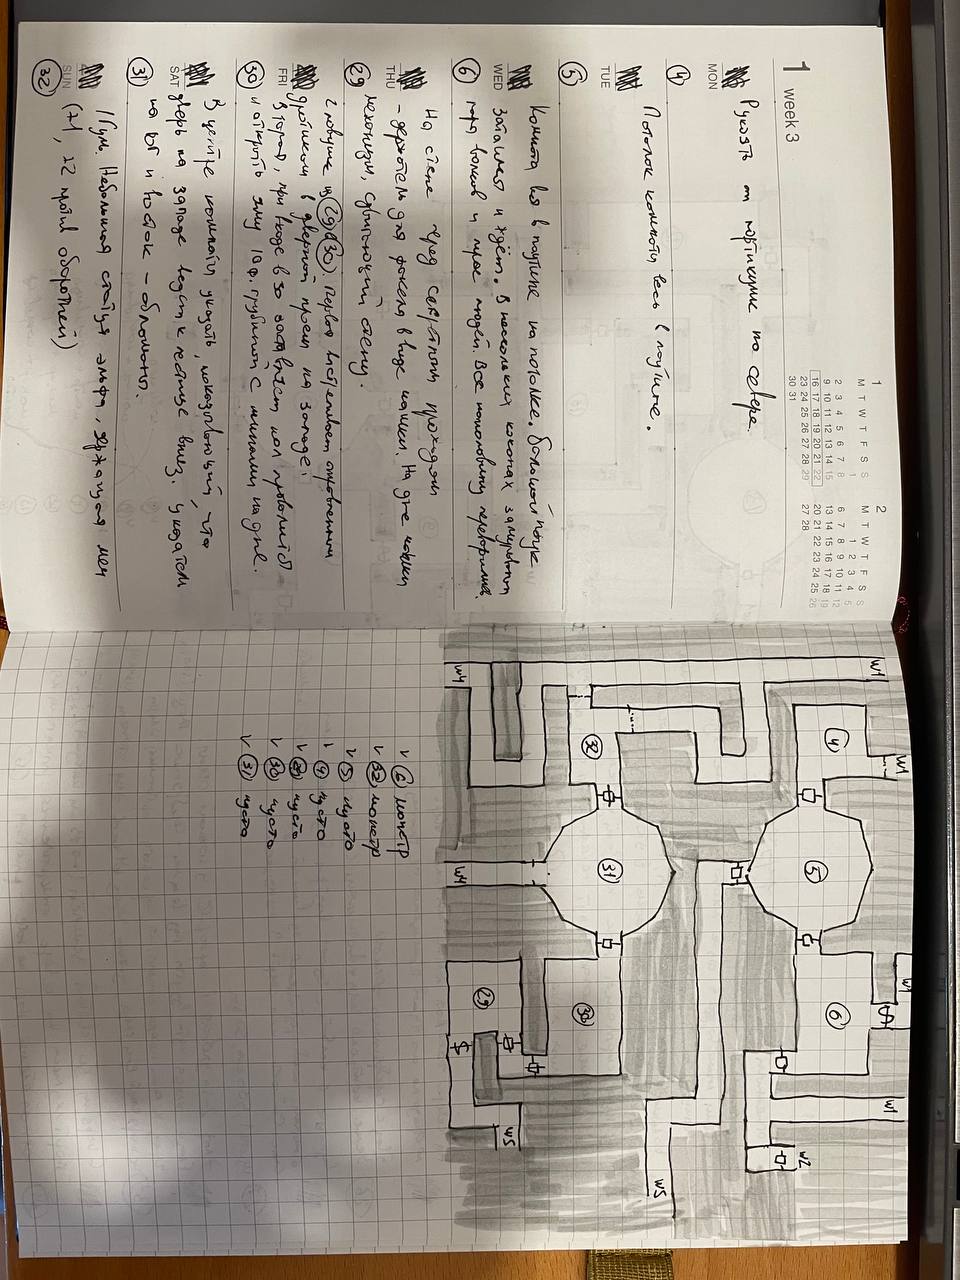 1
M T W T F S S
1
2 3 4 5 6 7 8
9 10 11 12 13 14 15
16 17 18 19 20 21 22
23 24 25 26 27 28 29
30 31
2
M T W T F S S
1 2 3 4 5
6 7 8 9 10 11 12
13 14 15 16 17 18 19
20 21 22 23 24 25 26
27 28
1 week 3
MON
Рукоять от портикулис по севере.
4
TUE
Потолок комнаты весь в паутине.
5
WED
Комната вся в паутине на потолке. Большой паук
затаился и ждёт. В нескольких коконах замурованы
пара волков и трое людей. Все наполовину переварились.
6
THU
На стене перед секретным проходом
- держатель для факела в виде чашки. На дне чашки
механизм, сдвигающий стену.
29
FRI
2 ловушки из 29 в 30. Первая выстреливает отравленным
дротиком в дверной проем на западе.
Вторая, при входе в 30 заставляет пол провалится
и открыть яму 10ф. глубиной с шипами на дне.
30
SAT
В центре комнаты указатель, показывающий, что
дверь на западе ведет к лестнице вниз. Указатели
на юг и восток - обломаны.
31
SUN
1 Гуль. Небольшая статуя эльфа, держащая меч
(+1, +2 против оборотней)
32
W1
W1
W1
W1
4
5
6
W2
W5
32
31
30
29
W5
S
W4
W4
v 6 монстр
v 32 монстр
v 5 пусто
v 4 пусто
v 29 пусто
v 30 пусто
v 31 пусто